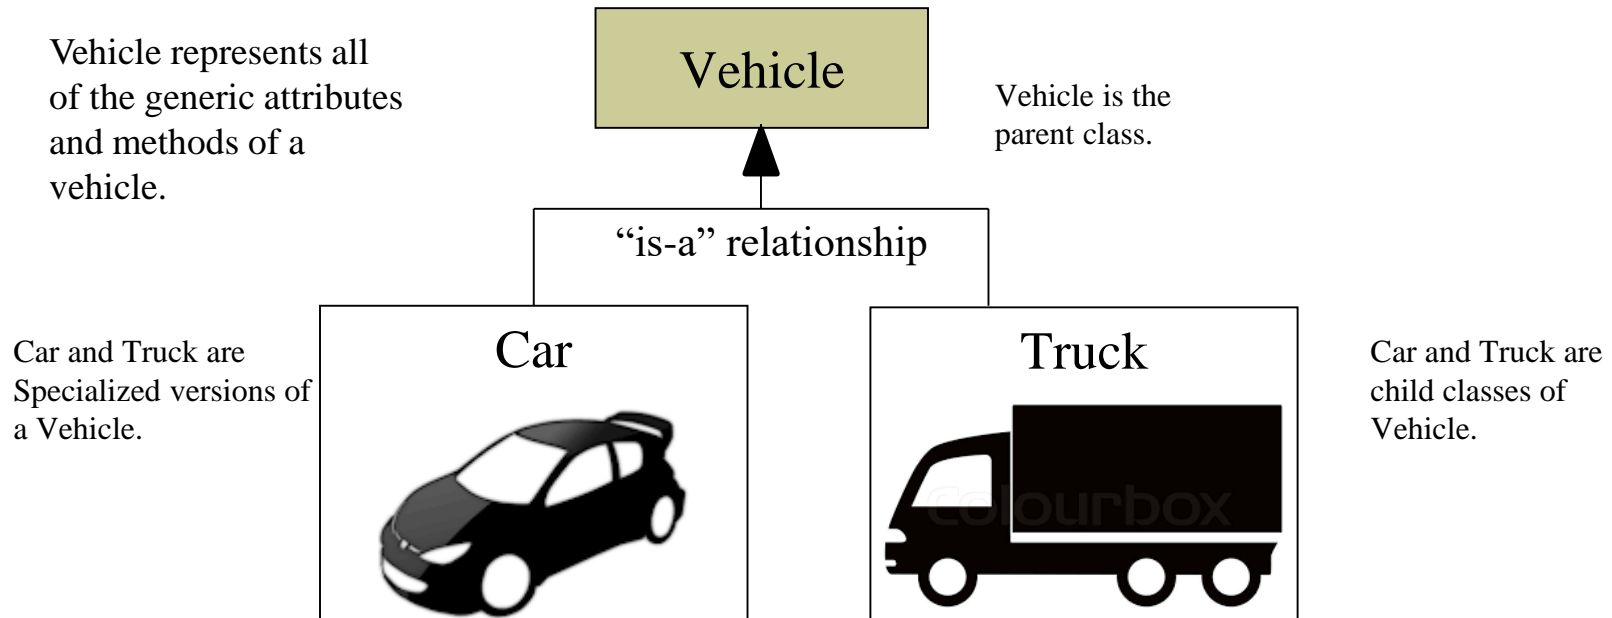 Vehicle represents all
of the generic attributes
and methods of a
vehicle.
Vehicle
Vehicle is the
parent class.
“is-a” relationship
Car and Truck are
Specialized versions of
a Vehicle.
Car
Truck
Car and Truck are
child classes of
Vehicle.
colourbox